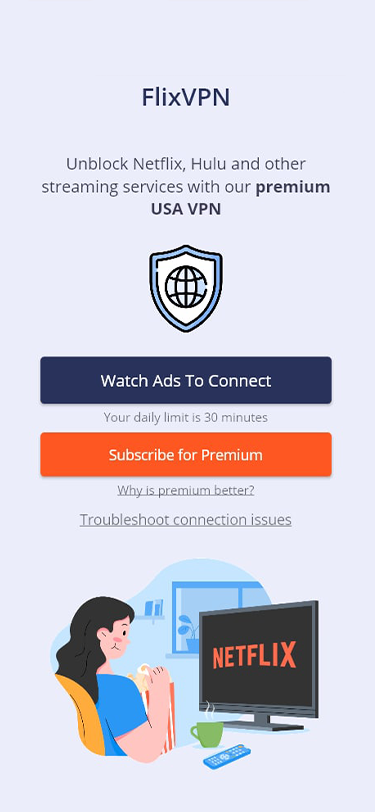 FlixVPN
Unblock Netflix, Hulu and other
streaming services with our premium
USA VPN
Watch Ads To Connect
Your daily limit is 30 minutes
Subscribe for Premium
Why is premium better?
Troubleshoot connection issues
NETFLIX